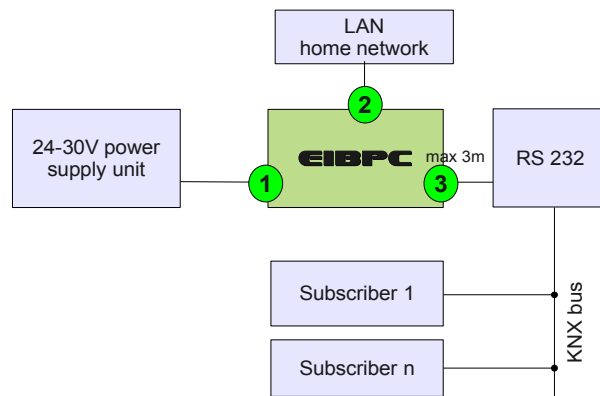 LAN
home network
2
24-30V power
supply unit
EIBPC
max 3m
RS 232
1
3
Subscriber 1
KNX bus
Subscriber n